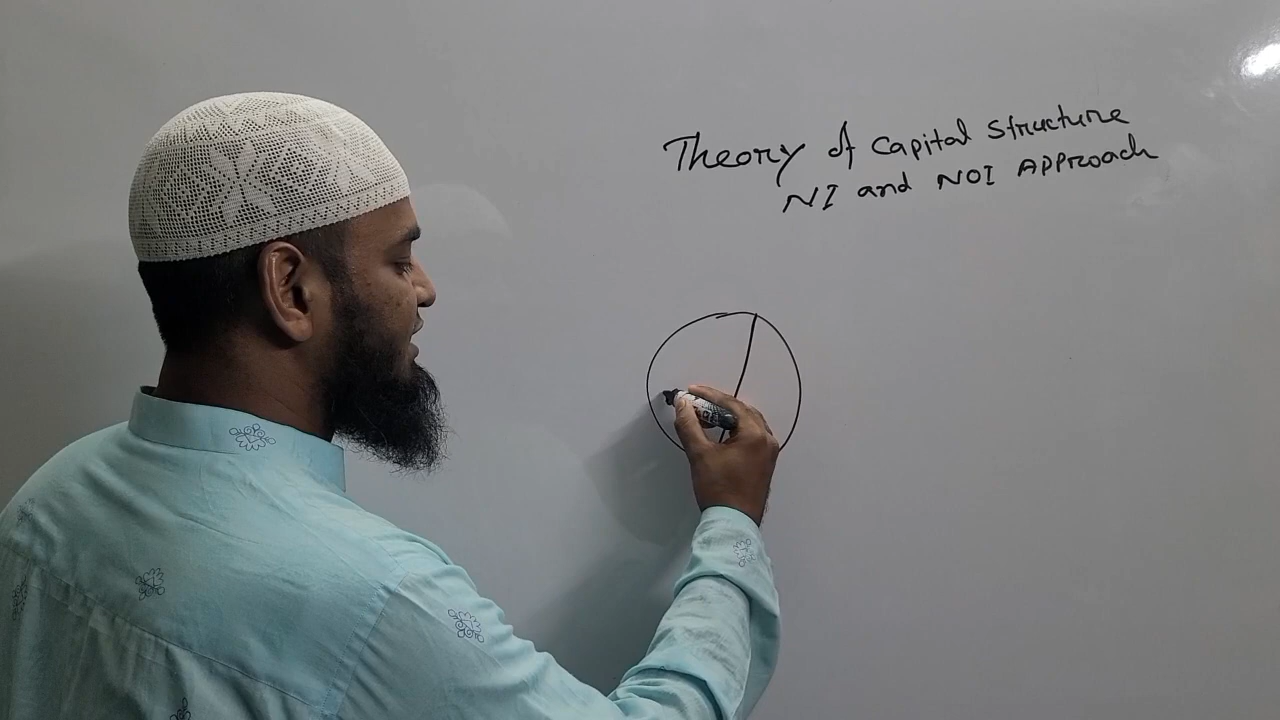 Theory of capital structure
NI and NOI APProach